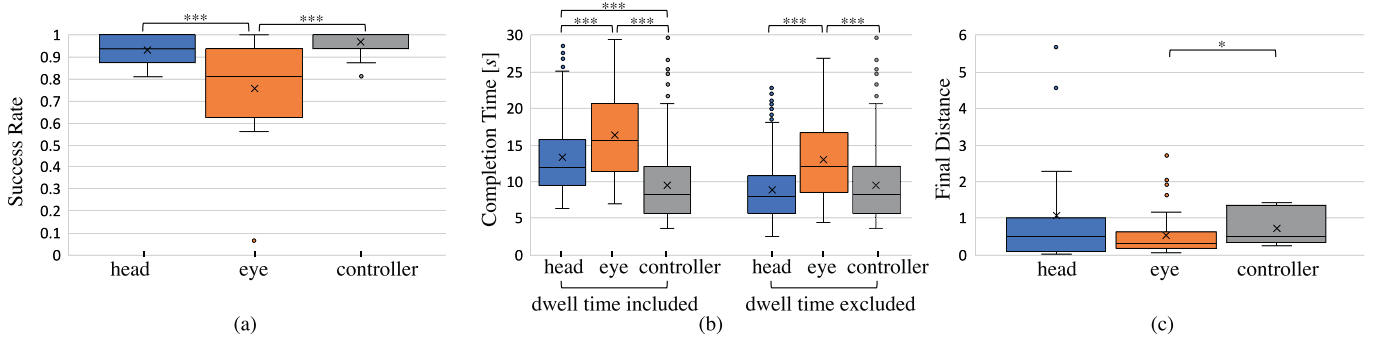 Success Rate
1
0.9
0.8
0.7
0.6
0.5
0.4
0.3
0.2
0.1
0
*** ***
head eye controller
(a)
Completion Time [s]
30
25
20
15
10
5
0
***
*** *** *** ***
head eye controller head eye controller
dwell time included dwell time excluded
(b)
Final Distance
6
5
4
3
2
1
0
*
head eye controller
(c)